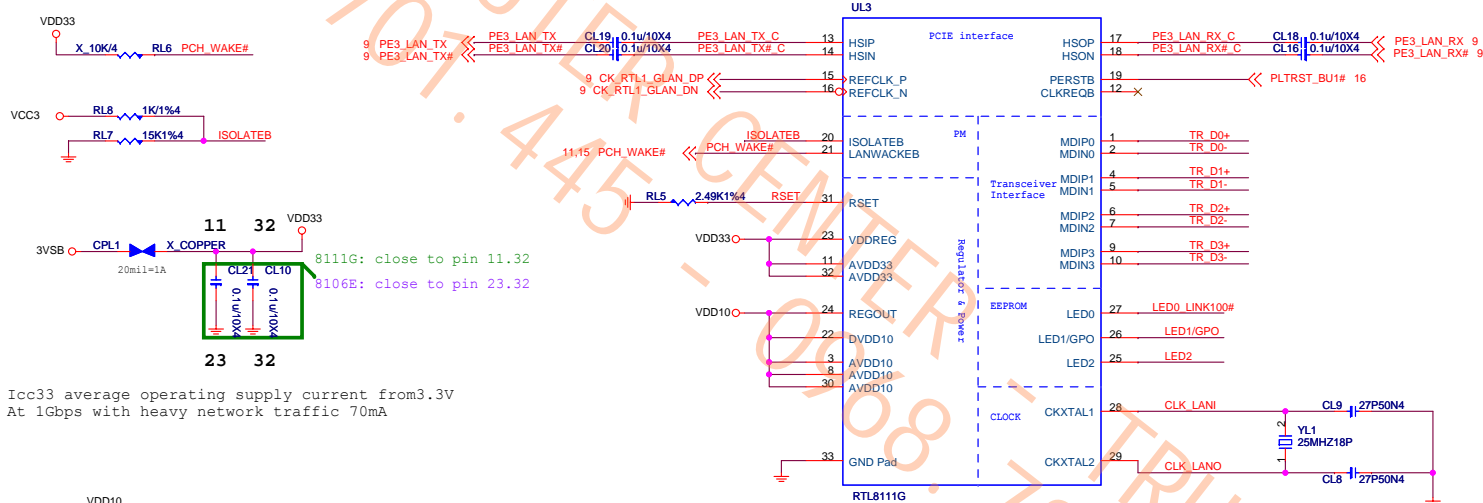 UL3
VDD33
X_10K/4 RL6 PCH_WAKE#
VCC3
RL8 1K/1%4
RL7 15K1%4 ISOLATEB
11 32 VDD33
3VSB CPL1 X_COPPER
20mil=1A
CL21 CL10
0.1u/10X4 0.1u/10X4
8111G: close to pin 11.32
8106E: close to pin 23.32
23 32
Icc33 average operating supply current from3.3V
At 1Gbps with heavy network traffic 70mA
VDD10
9 PE3_LAN_TX PE3_LAN_TX CL19 0.1u/10X4 PE3_LAN_TX_C 13 HSIP
9 PE3_LAN_TX# PE3_LAN_TX# CL20 0.1u/10X4 PE3_LAN_TX#_C 14 HSIN
9 CK_RTL1_GLAN_DP 15 REFCLK_P
9 CK_RTL1_GLAN_DN 16 REFCLK_N
ISOLATEB 20 ISOLATEB
11,15 PCH_WAKE# PCH_WAKE# 21 LANWACKEB
RL5 2.49K1%4 RSET 31 RSET
VDD33 23 VDDREG
11 AVDD33
32 AVDD33
VDD10 24 REGOUT
22 DVDD10
3 AVDD10
8 AVDD10
30 AVDD10
33 GND Pad
PCIE interface
PM
Transceiver
Interface
Regulator & Power
EEPROM
CLOCK
HSOP 17 PE3_LAN_RX_C CL18 0.1u/10X4 PE3_LAN_RX 9
HSON 18 PE3_LAN_RX#_C CL16 0.1u/10X4 PE3_LAN_RX# 9
PERSTB 19 PLTRST_BU1# 16
CLKREQB 12
MDIP0 1 TR_D0+
MDIN0 2 TR_D0-
MDIP1 4 TR_D1+
MDIN1 5 TR_D1-
MDIP2 6 TR_D2+
MDIN2 7 TR_D2-
MDIP3 9 TR_D3+
MDIN3 10 TR_D3-
LED0 27 LED0_LINK100#
LED1/GPO 26 LED1/GPO
LED2 25 LED2
CKXTAL1 28 CLK_LANI CL9 27P50N4
2 YL1
25MHZ18P
1
CKXTAL2 29 CLK_LANO CL8 27P50N4
RTL8111G
CENTER
701.445 - 0968.